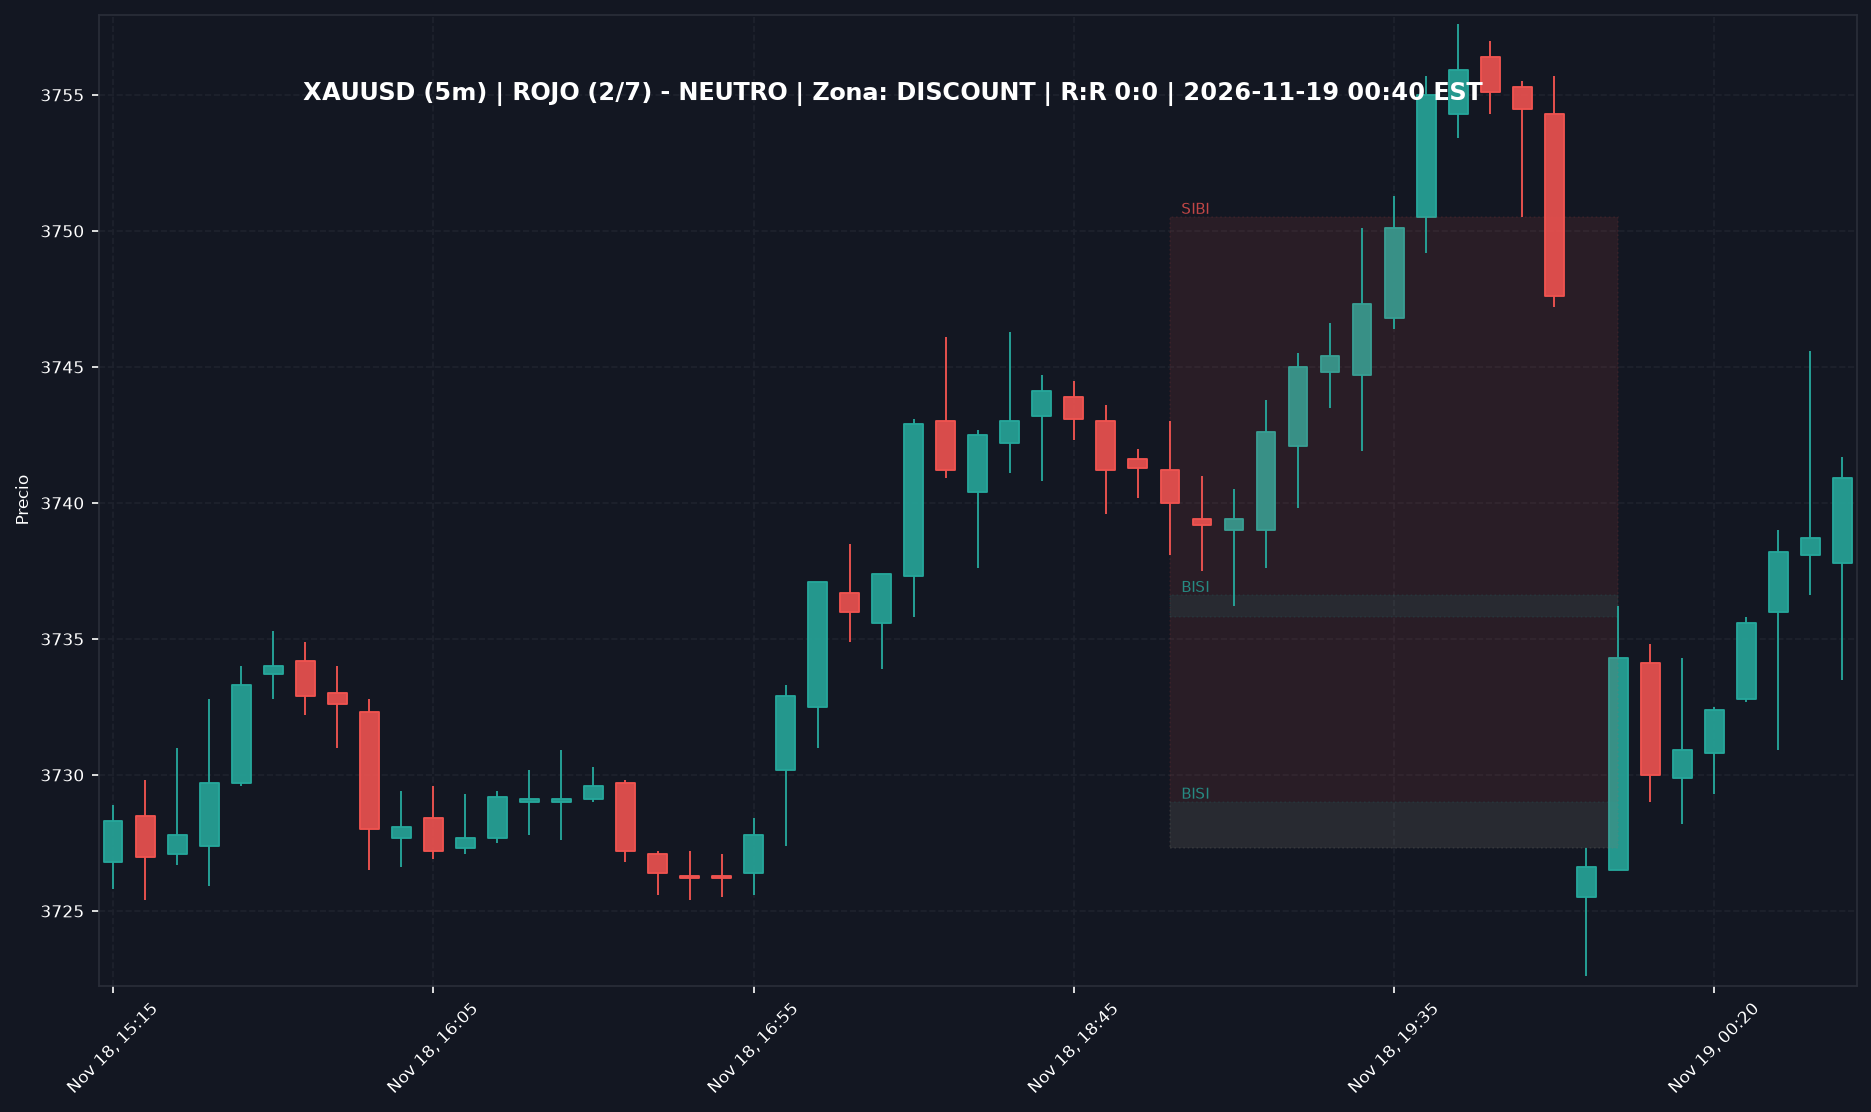 XAUUSD (5m) | ROJO (2/7) - NEUTRO | Zona: DISCOUNT | R:R 0:0 | 2026-11-19 00:40 EST
Precio
3755
3750
3745
3740
3735
3730
3725
SIBI
BISI
BISI
Nov 18, 15:15
Nov 18, 16:05
Nov 18, 16:55
Nov 18, 18:45
Nov 18, 19:35
Nov 19, 00:20